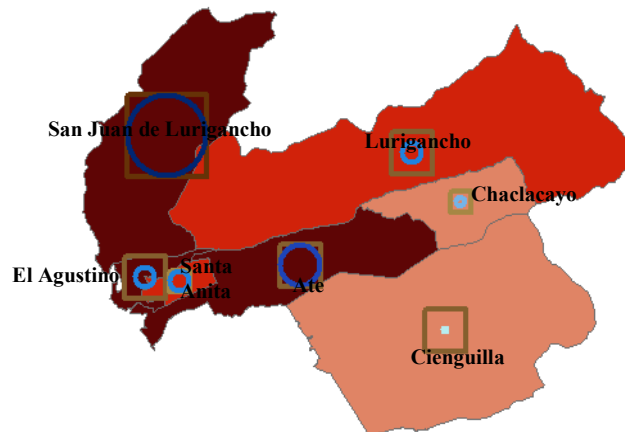 San Juan de Lurigancho
Lurigancho
Chaclacayo
El Agustino
Santa
Anita
Ate
Cienguilla